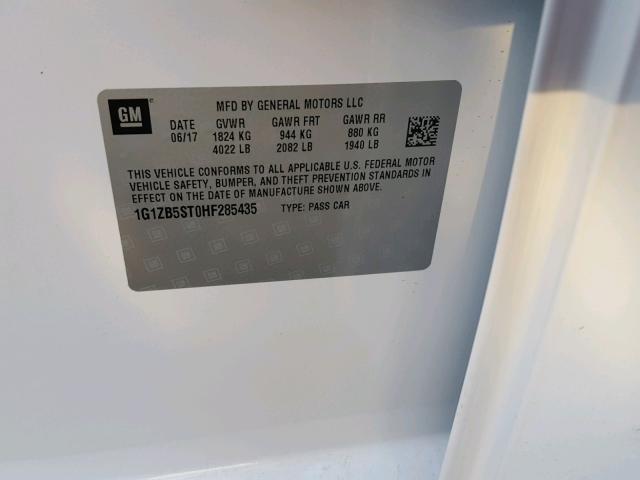 GM
MFD BY GENERAL MOTORS LLC
DATE GVWR GAWR FRT GAWR RR
06/17 1824 KG 944 KG 880 KG
4022 LB 2082 LB 1940 LB
THIS VEHICLE CONFORMS TO ALL APPLICABLE U.S. FEDERAL MOTOR
VEHICLE SAFETY, BUMPER, AND THEFT PREVENTION STANDARDS IN
EFFECT ON THE DATE OF MANUFACTURE SHOWN ABOVE.
1G1ZB5ST0HF285435 TYPE: PASS CAR